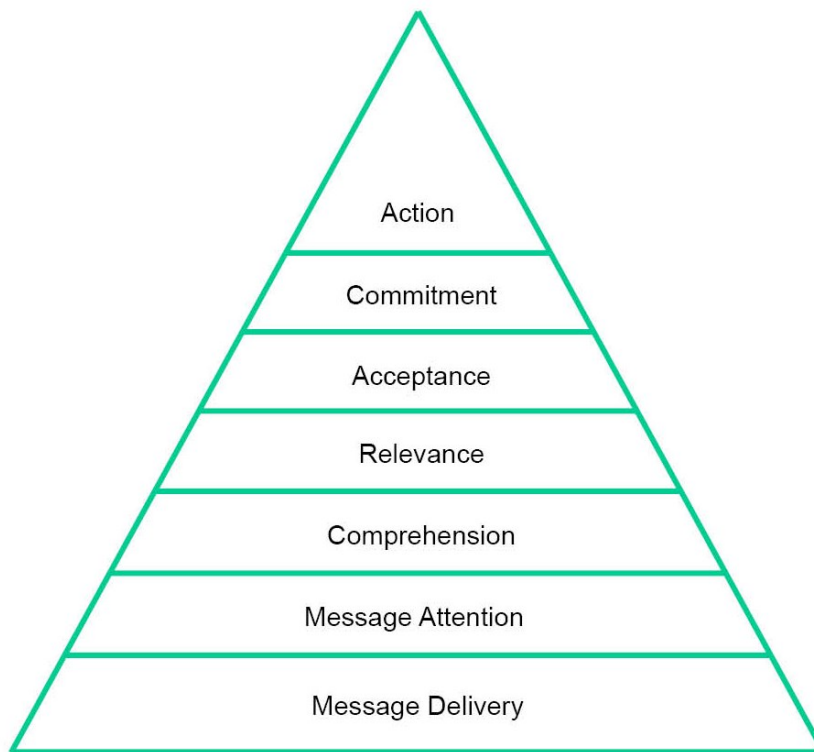 Action
Commitment
Acceptance
Relevance
Comprehension
Message Attention
Message Delivery